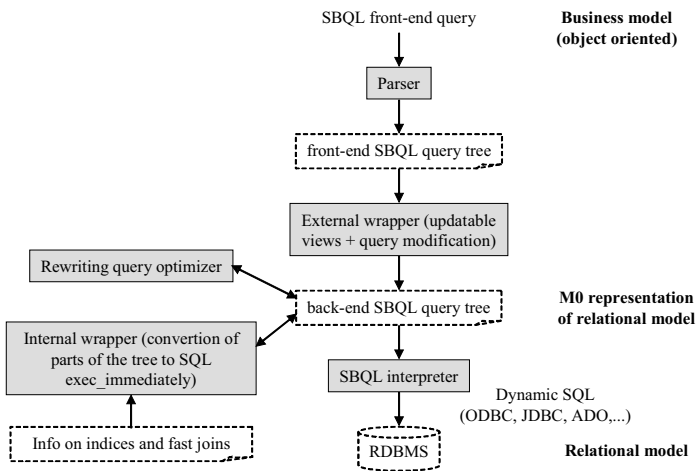 SBQL front-end query
Business model
(object oriented)
Parser
front-end SBQL query tree
External wrapper (updatable
views + query modification)
Rewriting query optimizer
back-end SBQL query tree
M0 representation
of relational model
Internal wrapper (convertion of
parts of the tree to SQL
exec_immediately)
SBQL interpreter
Dynamic SQL
(ODBC, JDBC, ADO,...)
Info on indices and fast joins
RDBMS
Relational model